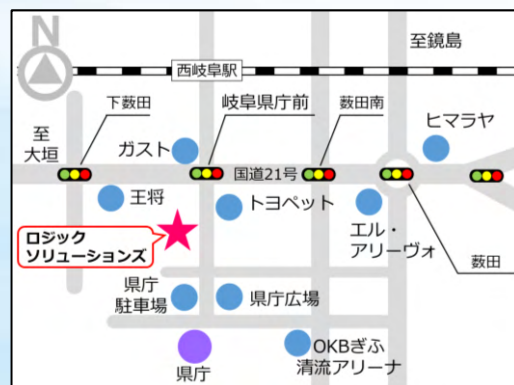 N
至鏡島
西岐阜駅
下薮田
岐阜県庁前
薮田南
ヒマラヤ
至
大垣
ガスト
国道21号
王将
トヨペット
エル・
アリーヴォ
ロジック
ソリューションズ
薮田
県庁
駐車場
県庁広場
OKBぎふ
清流アリーナ
県庁